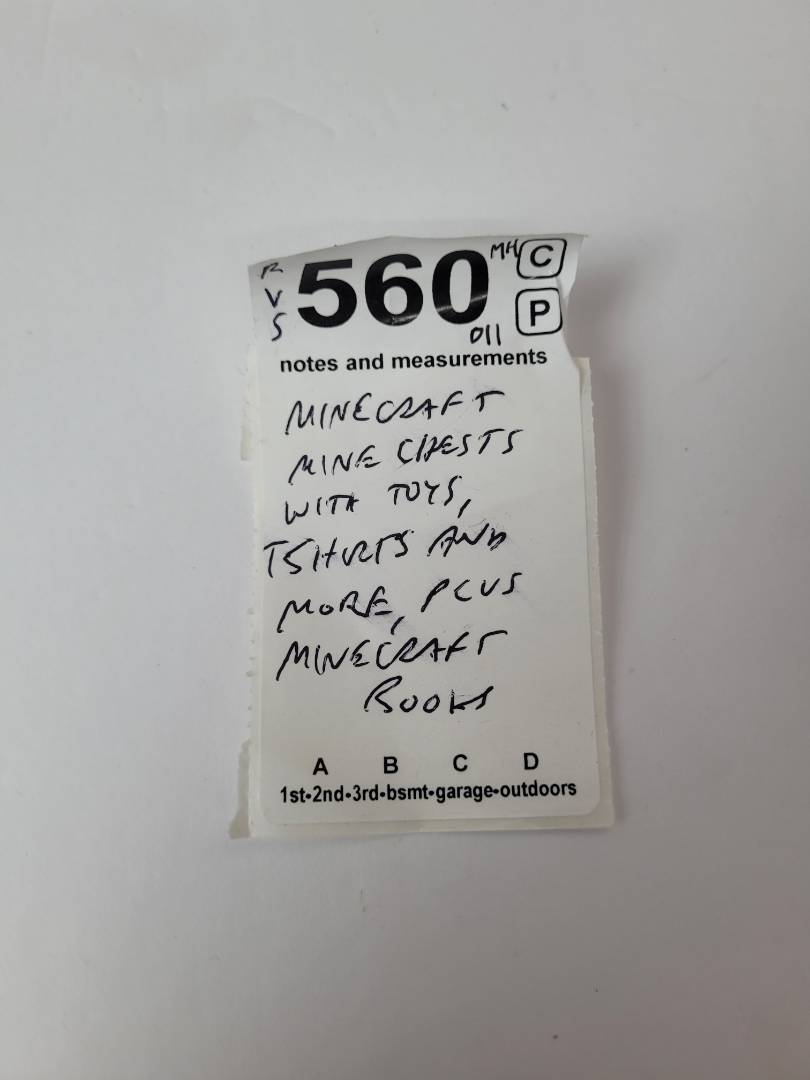 R
V
S
560
MH
C
P
011
notes and measurements
MINECRAFT
MINE CHESTS
WITH TOYS,
TSHIRTS AND
MORE, PLUS
MINECRAFT
BOOKS
A B C D
1st•2nd•3rd•bsmt•garage•outdoors